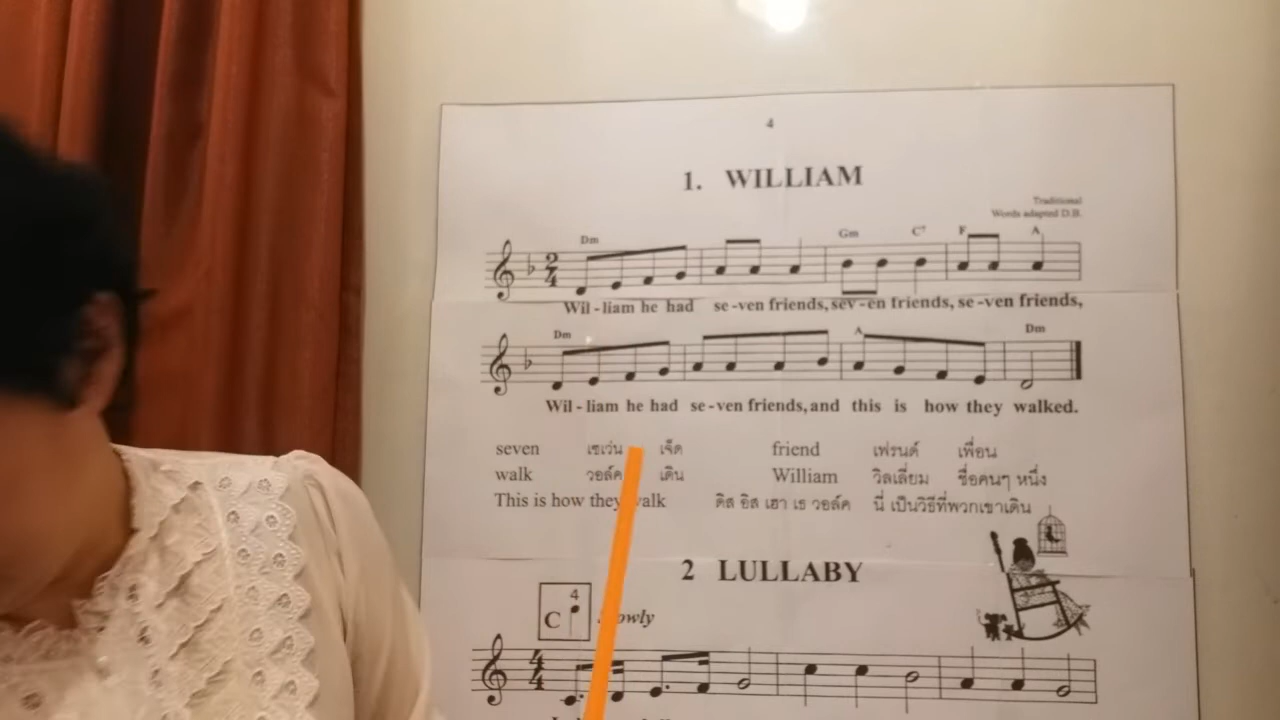 4
1. WILLIAM
Traditional
Words adapted D.B.
Dm Gm C7 F A
2 4
Wil-liam he had se-ven friends, sev-en friends, se-ven friends,
Dm A Dm
Wil-liam he had se-ven friends, and this is how they walked.
seven เซเว่น เจ็ด friend เฟรนด์ เพื่อน
walk วอล์ค เดิน William วิลเลี่ยม ชื่อคนๆ หนึ่ง
This is how they walk ดิส อิส เฮา เธ วอล์ค นี่ เป็นวิธีที่พวกเขาเดิน
2 LULLABY
4
C
4 4